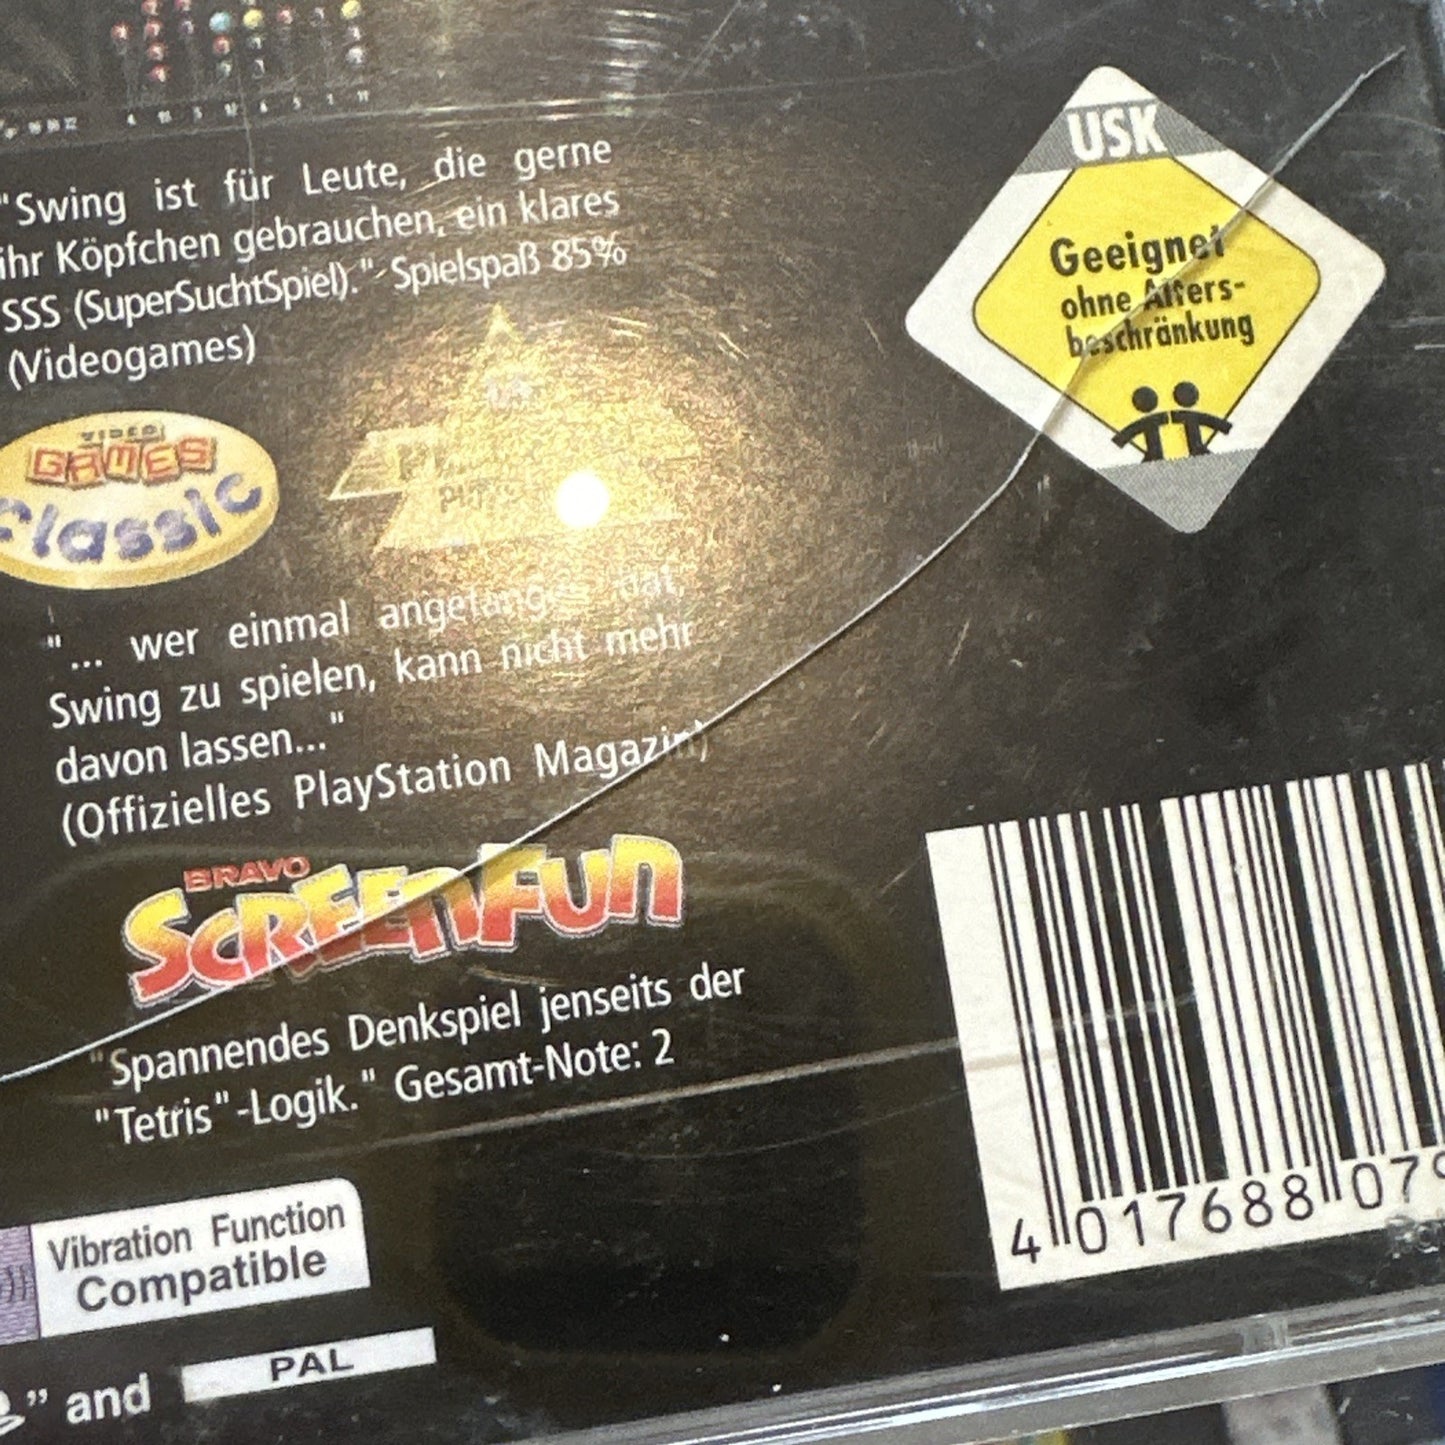 "Swing ist für Leute, die gerne
ihr Köpfchen gebrauchen, ein klares
SSS (SuperSuchtSpiel)." Spielspaß 85%
(Videogames)
USK
Geeignet
ohne Alters-
beschränkung
VIDEO
GAMES
Classic
"... wer einmal angefangen hat,
Swing zu spielen, kann nicht mehr
davon lassen..."
(Offizielles PlayStation Magazin)
BRAVO
SCREENFUN
"Spannendes Denkspiel jenseits der
"Tetris"-Logik." Gesamt-Note: 2
4 017688 079
Vibration Function
Compatible
" and
PAL